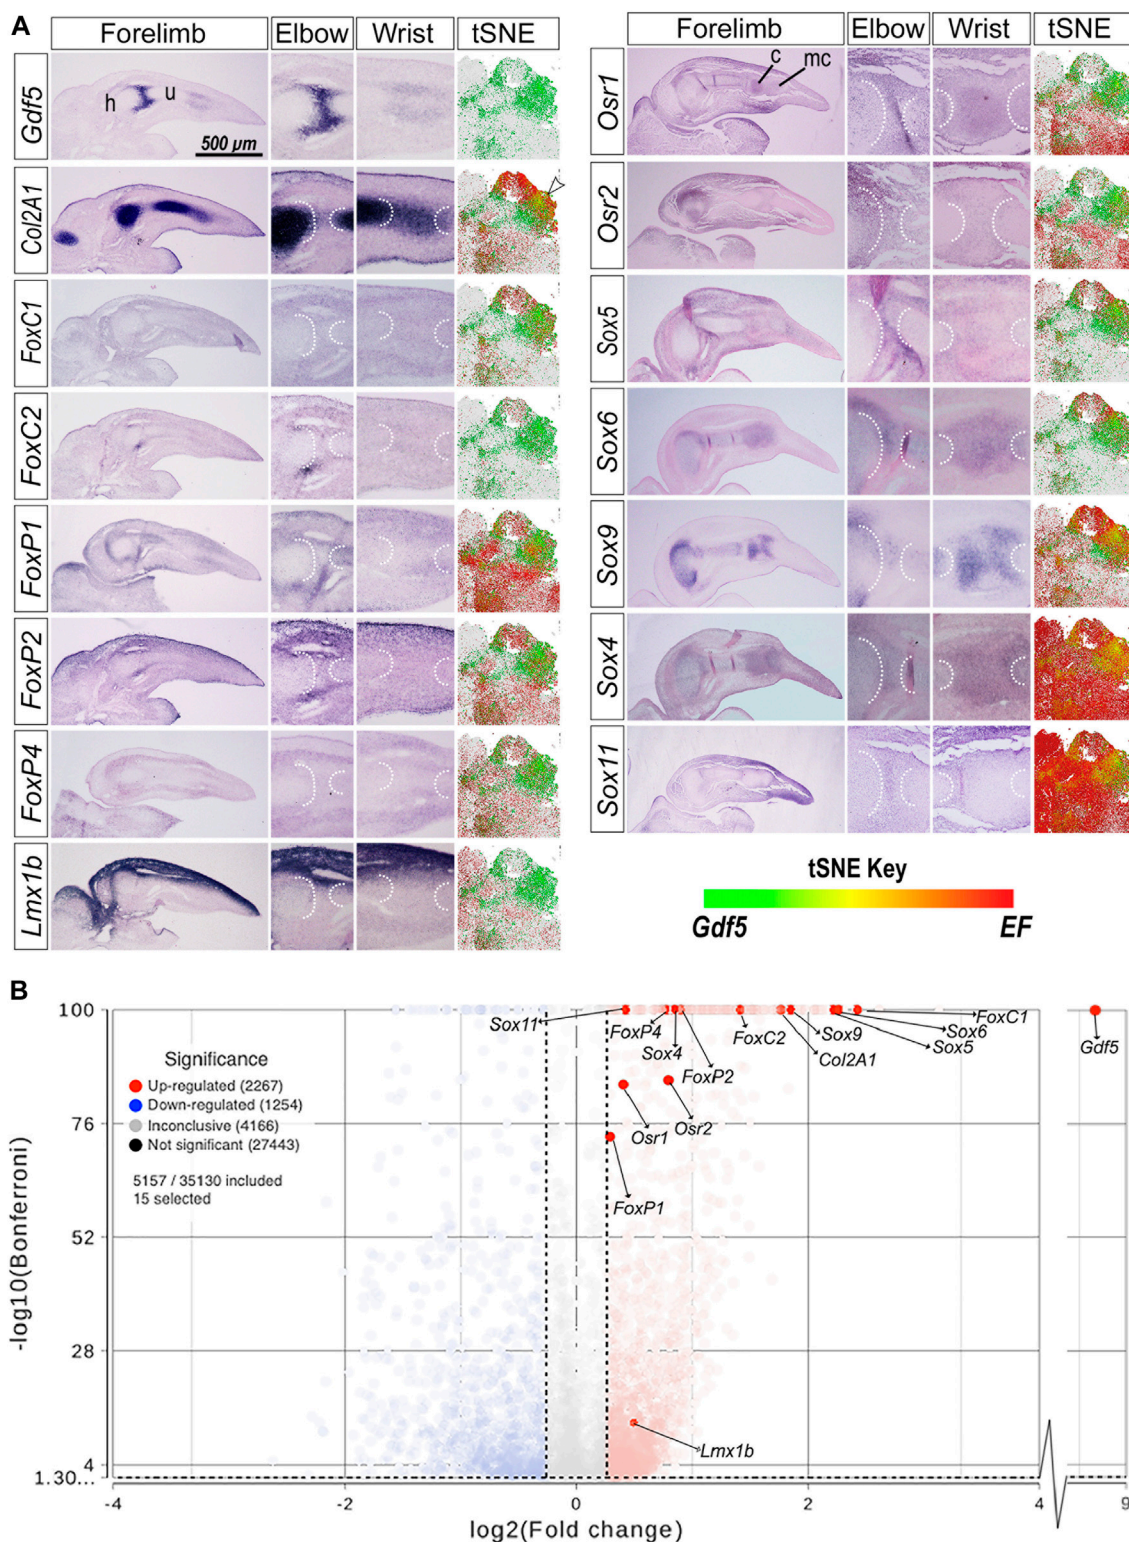 A
Forelimb Elbow Wrist tSNE
Gdf5
h
u
500 µm
Col2A1
FoxC1
FoxC2
FoxP1
FoxP2
FoxP4
Lmx1b
Forelimb Elbow Wrist tSNE
Osr1
c
mc
Osr2
Sox5
Sox6
Sox9
Sox4
Sox11
tSNE Key
Gdf5 EF
B
-log10(Bonferroni)
100
76
52
28
4
1.30...
Significance
Up-regulated (2267)
Down-regulated (1254)
Inconclusive (4166)
Not significant (27443)
5157 / 35130 included
15 selected
Sox11
FoxP4
Sox4
FoxP2
FoxC2
Sox9
Col2A1
Sox5
Sox6
FoxC1
Gdf5
Osr1
Osr2
FoxP1
Lmx1b
-4 -2 0 2 4 9
log2(Fold change)